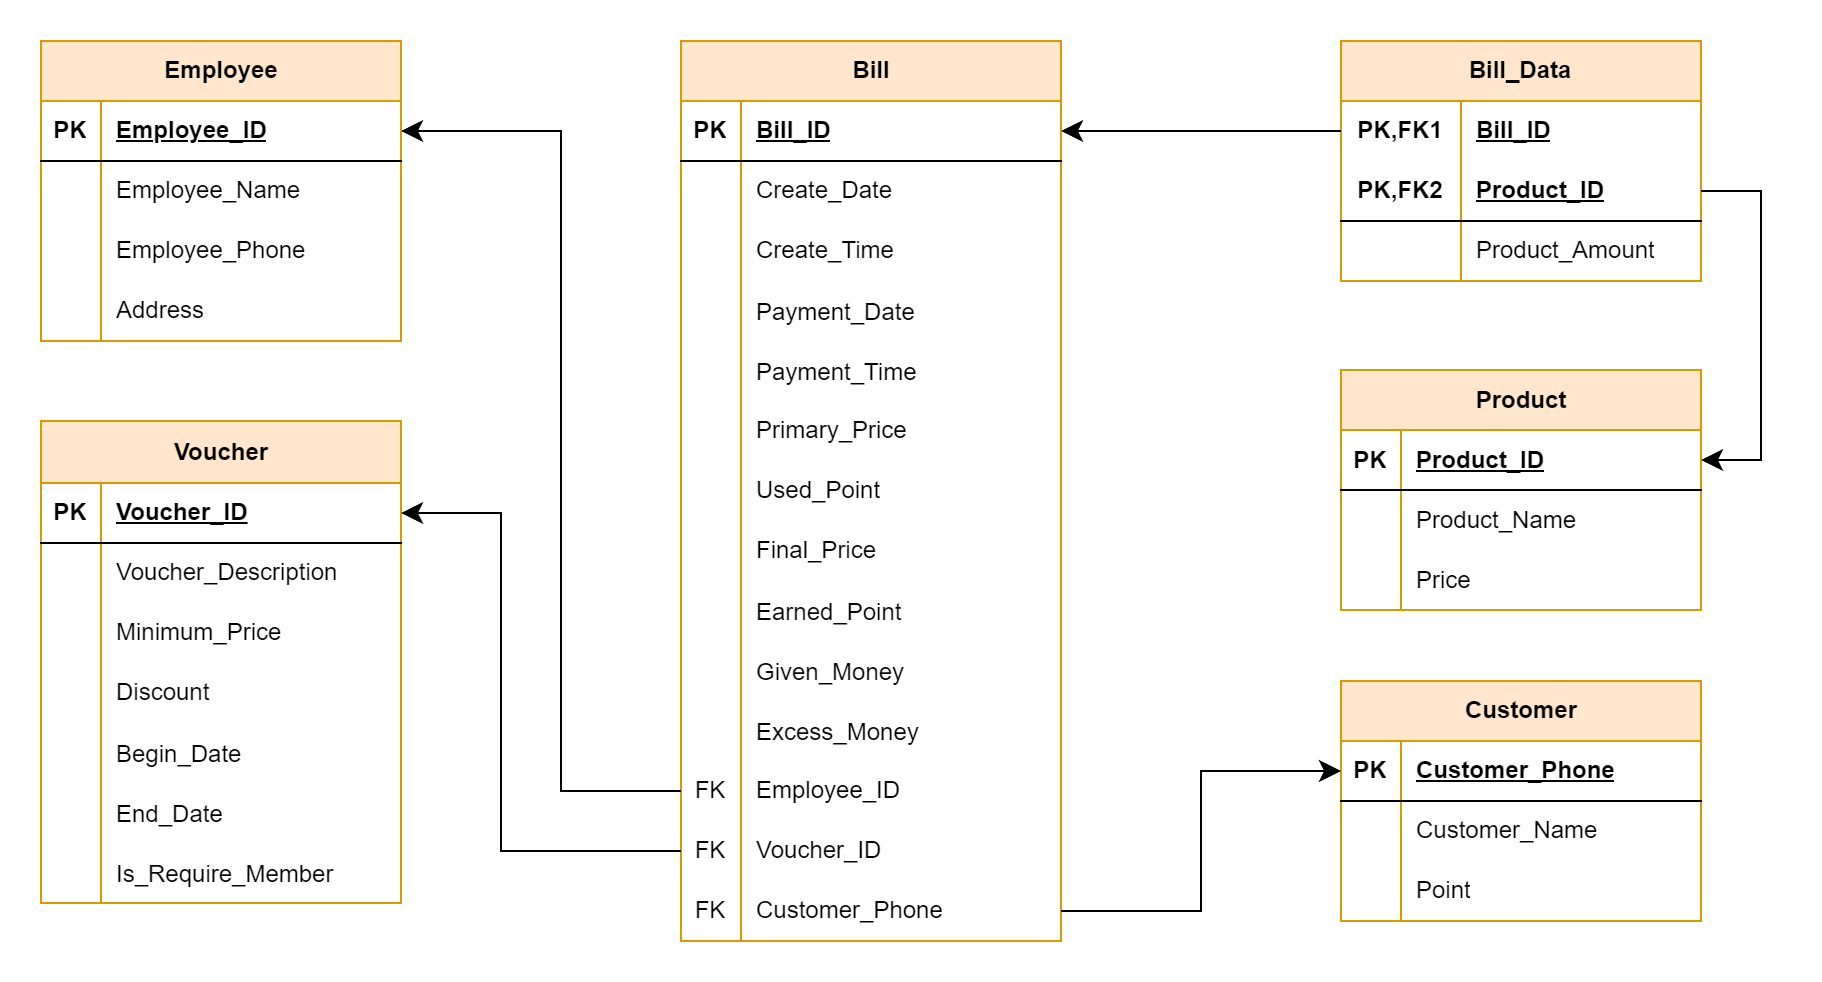 Employee
PK Employee_ID
Employee_Name
Employee_Phone
Address
Voucher
PK Voucher_ID
Voucher_Description
Minimum_Price
Discount
Begin_Date
End_Date
Is_Require_Member
Bill
PK Bill_ID
Create_Date
Create_Time
Payment_Date
Payment_Time
Primary_Price
Used_Point
Final_Price
Earned_Point
Given_Money
Excess_Money
FK Employee_ID
FK Voucher_ID
FK Customer_Phone
Bill_Data
PK,FK1 Bill_ID
PK,FK2 Product_ID
Product_Amount
Product
PK Product_ID
Product_Name
Price
Customer
PK Customer_Phone
Customer_Name
Point